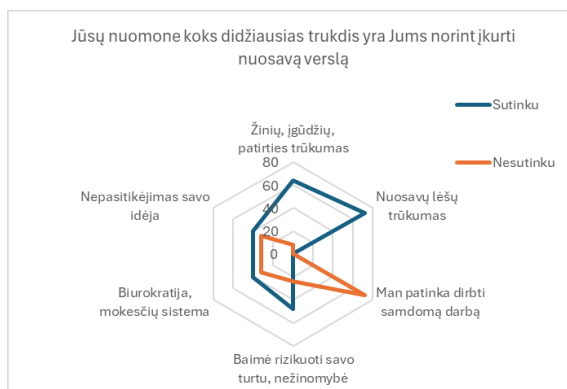 Jūsų nuomone koks didžiausias trukdis yra Jums norint įkurti
nuosavą verslą
Sutinku
Nesutinku
Žinių, įgūdžių,
patirties trūkumas
Nuosavų lėšų
trūkumas
Man patinka dirbti
samdomą darbą
Baimė rizikuoti savo
turtu, nežinomybė
Biurokratija,
mokesčių sistema
Nepasitikėjimas savo
idėja
80
60
40
20
0